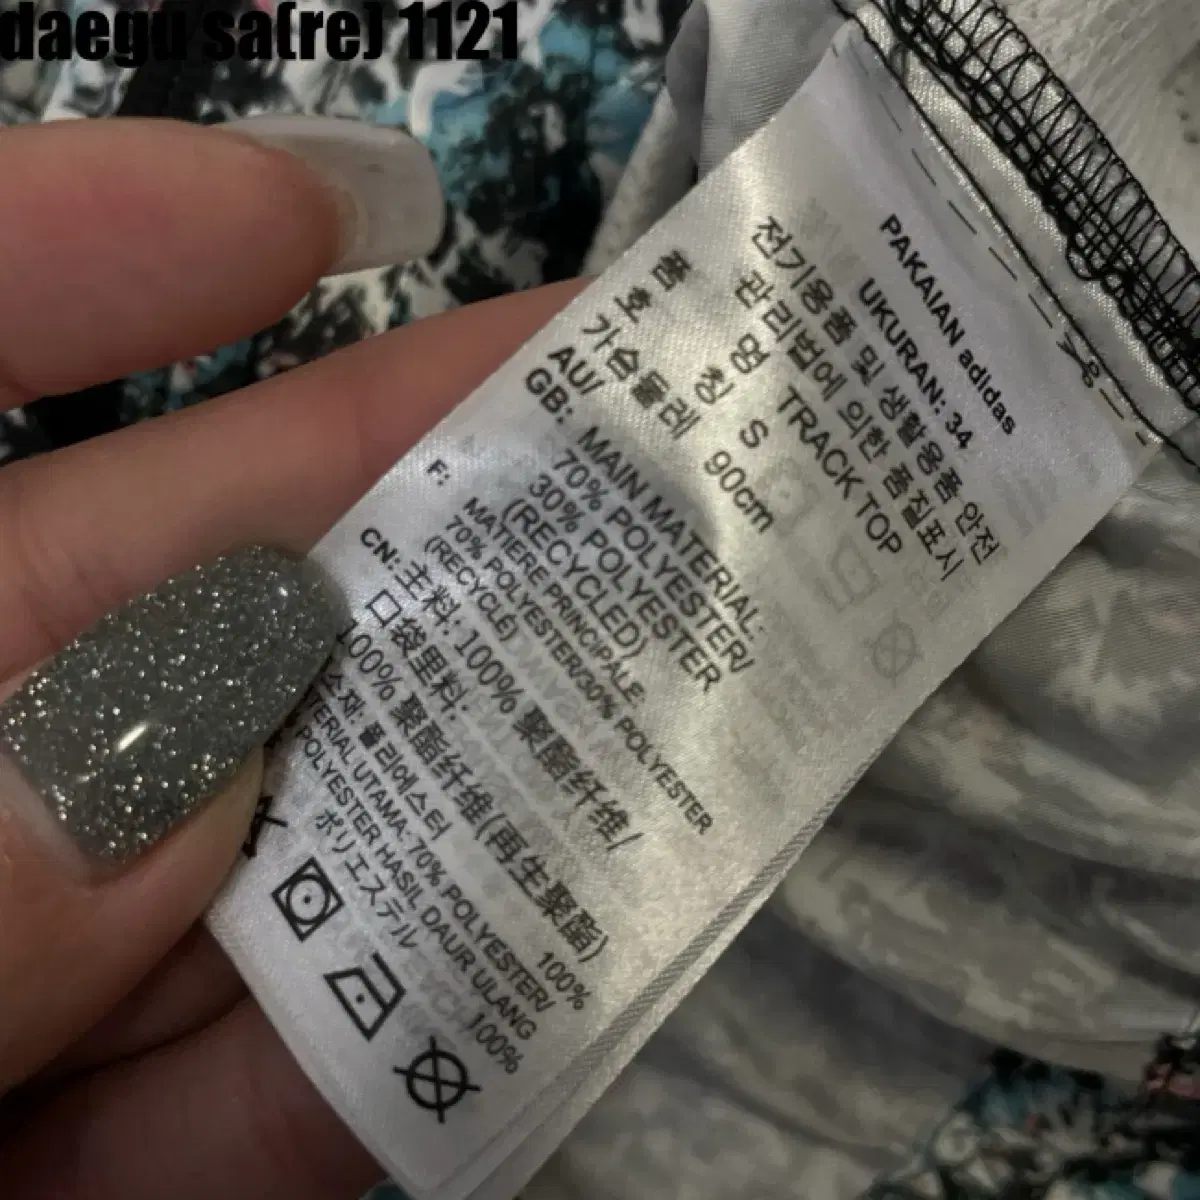 daegu sa(re) 1121
PAKAIAN adidas
UKURAN: 34
전기용품 및 생활용품 안전
관리법에 의한 품질표시
품 명 TRACK TOP
호 칭 S
가슴둘레 90cm
AU/
GB: MAIN MATERIAL:
70% POLYESTER/
30% POLYESTER
(RECYCLED)
F: MATIERE PRINCIPALE:
70% POLYESTER/30% POLYESTER
(RECYCLÉ)
CN: 主料: 100% 聚酯纤维/
口袋里料:
100% 聚酯纤维(再生聚酯)
소재: 폴리에스터 100%
TERIAL UTAMA: 70% POLYESTER/
POLYESTER HASIL DAUR ULANG
ポリエステル 100%